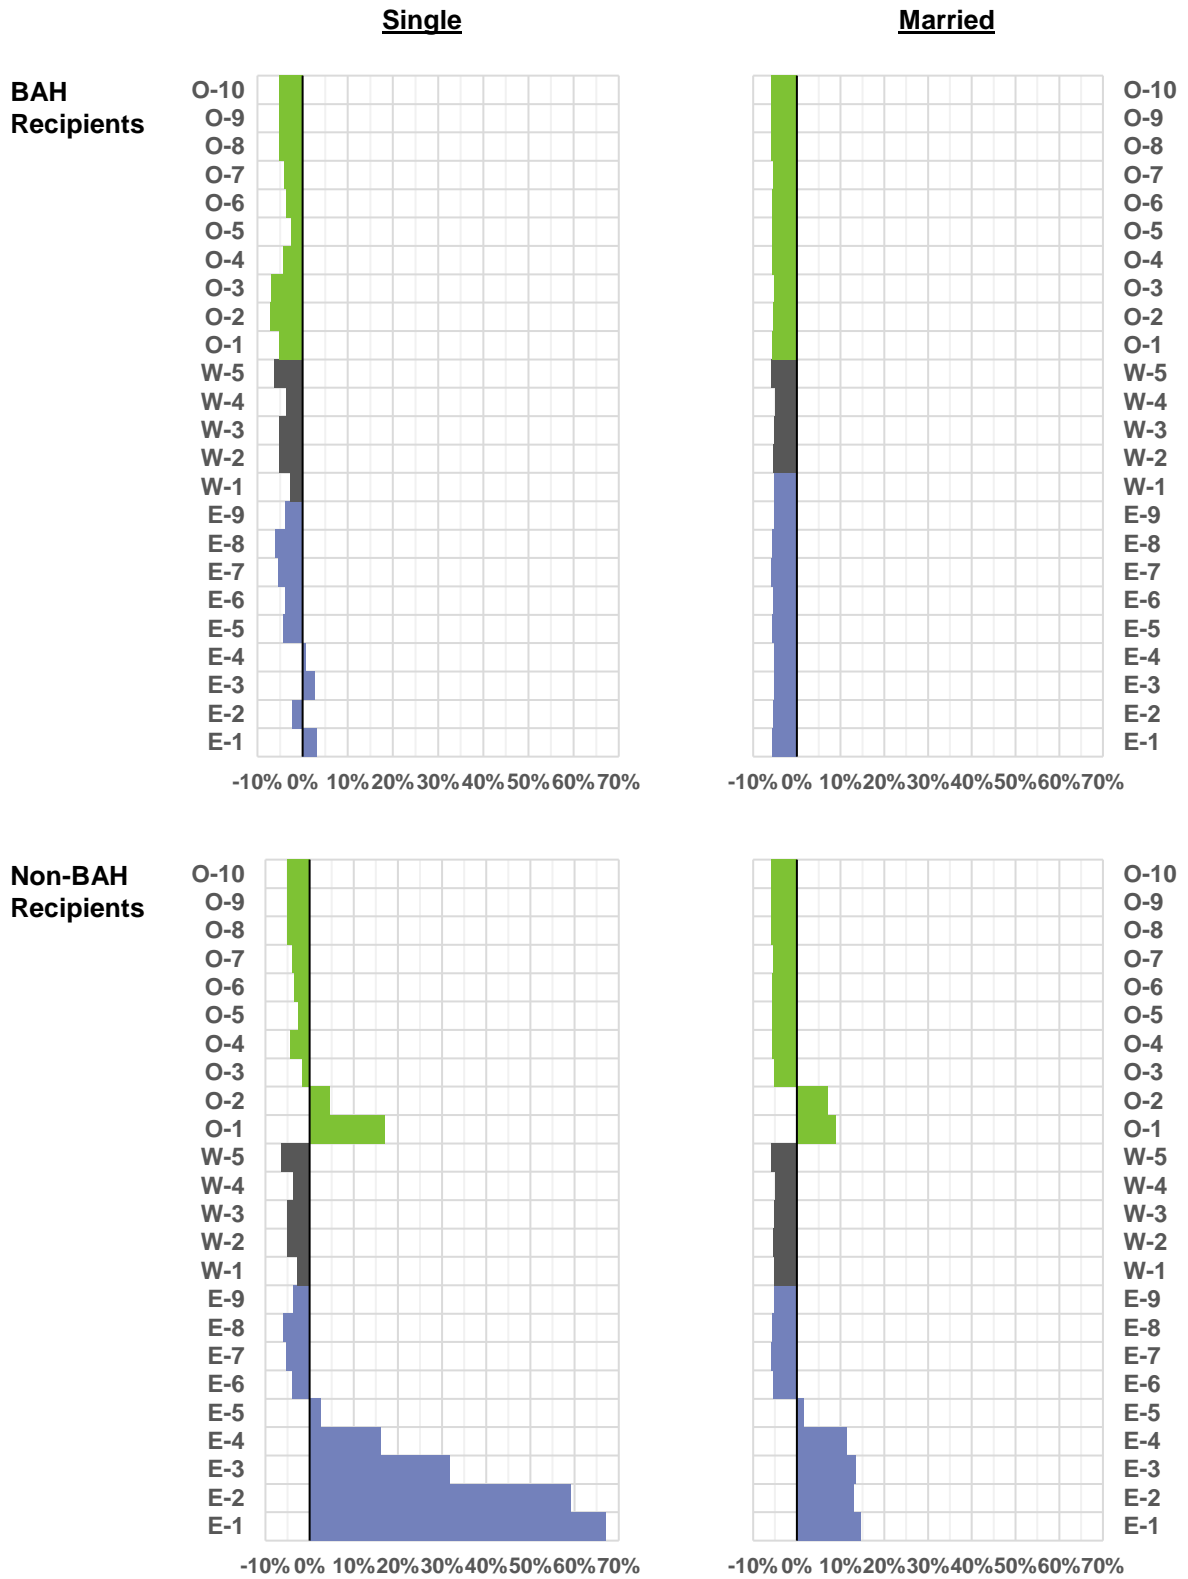 Single Married
BAH
Recipients
O-10 O-10
O-9 O-9
O-8 O-8
O-7 O-7
O-6 O-6
O-5 O-5
O-4 O-4
O-3 O-3
O-2 O-2
O-1 O-1
W-5 W-5
W-4 W-4
W-3 W-3
W-2 W-2
W-1 W-1
E-9 E-9
E-8 E-8
E-7 E-7
E-6 E-6
E-5 E-5
E-4 E-4
E-3 E-3
E-2 E-2
E-1 E-1
-10% 0% 10% 20% 30% 40% 50% 60% 70% -10% 0% 10% 20% 30% 40% 50% 60% 70%
Non-BAH
Recipients
O-10 O-10
O-9 O-9
O-8 O-8
O-7 O-7
O-6 O-6
O-5 O-5
O-4 O-4
O-3 O-3
O-2 O-2
O-1 O-1
W-5 W-5
W-4 W-4
W-3 W-3
W-2 W-2
W-1 W-1
E-9 E-9
E-8 E-8
E-7 E-7
E-6 E-6
E-5 E-5
E-4 E-4
E-3 E-3
E-2 E-2
E-1 E-1
-10% 0% 10% 20% 30% 40% 50% 60% 70% -10% 0% 10% 20% 30% 40% 50% 60% 70%